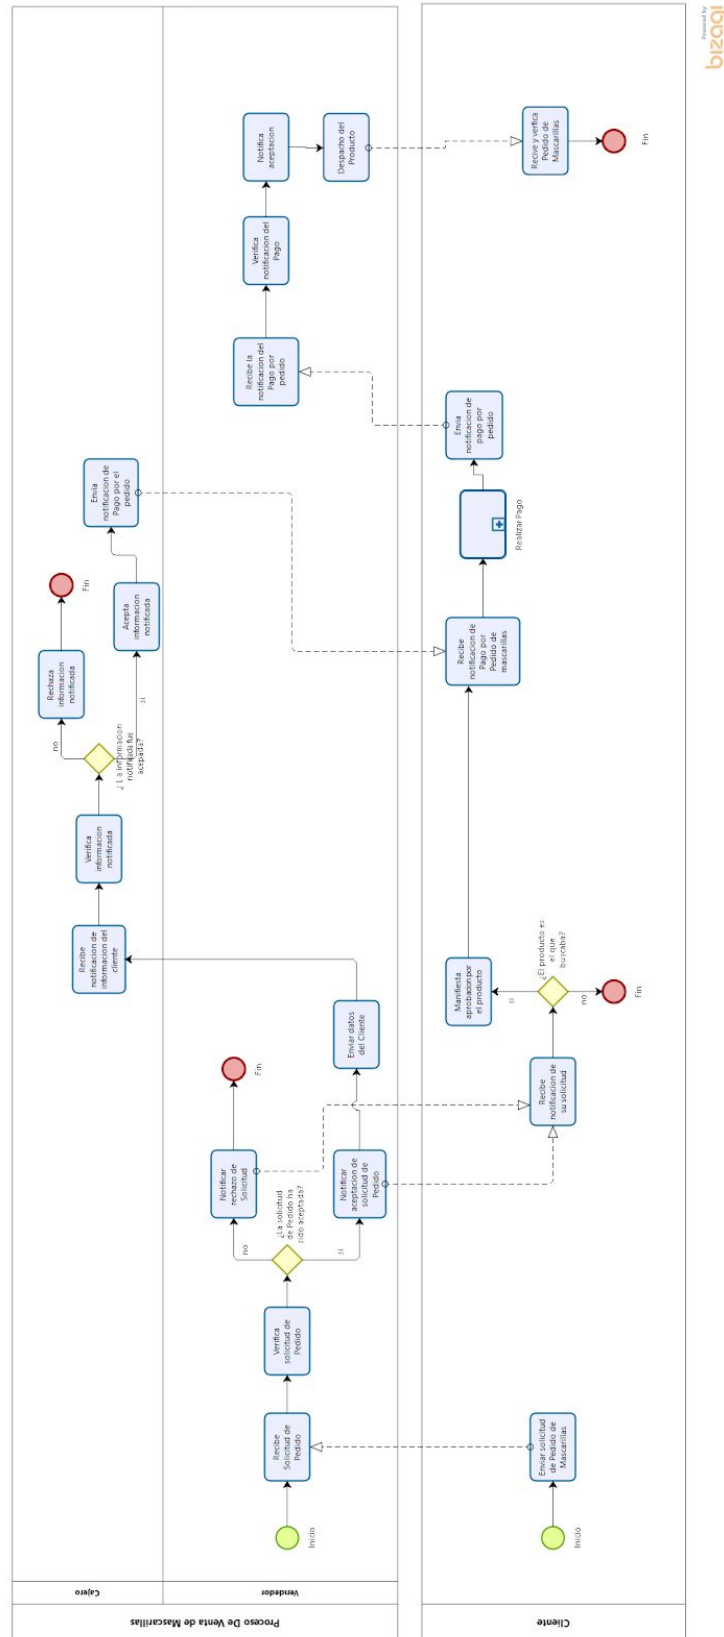 Proceso De Venta de Mascarillas
Cajero
Vendedor
Recibe
notificacion de
informacion del
cliente
Verifica
informacion
notificada
¿ La informacion
notificada fue
aceptada?
no
si
Rechaza
informacion
notificada
Fin
Acepta
informacion
notificada
Envia
notificacion de
Pago por el
pedido
Inicio
Recibe
Solicitud de
Pedido
Verifica
solicitud de
Pedido
¿La solicitud
de Pedido ha
sido aceptada?
no
si
Notificar
rechazo de
Solicitud
Fin
Notificar
aceptacion de
solicitud de
Pedido
Enviar datos
del Cliente
Recibe la
notificacion del
Pago por
pedido
Verifica
notificacion del
Pago
Notifica
aceptacion
Despacho del
Producto
Cliente
Inicio
Enviar solicitud
de Pedido de
Mascarillas
Recibe
notificacion de
su solicitud
¿El producto es
el que
buscaba?
si
no
Fin
Manifiesta
aprobacion por
el producto
Recibe
notificacion de
Pago por
Pedido de
mascarillas
Realizar Pago
Envia
notificacion de
pago por
pedido
Recive y verifica
Pedido de
Mascarillas
Fin
Powered by
bizagi